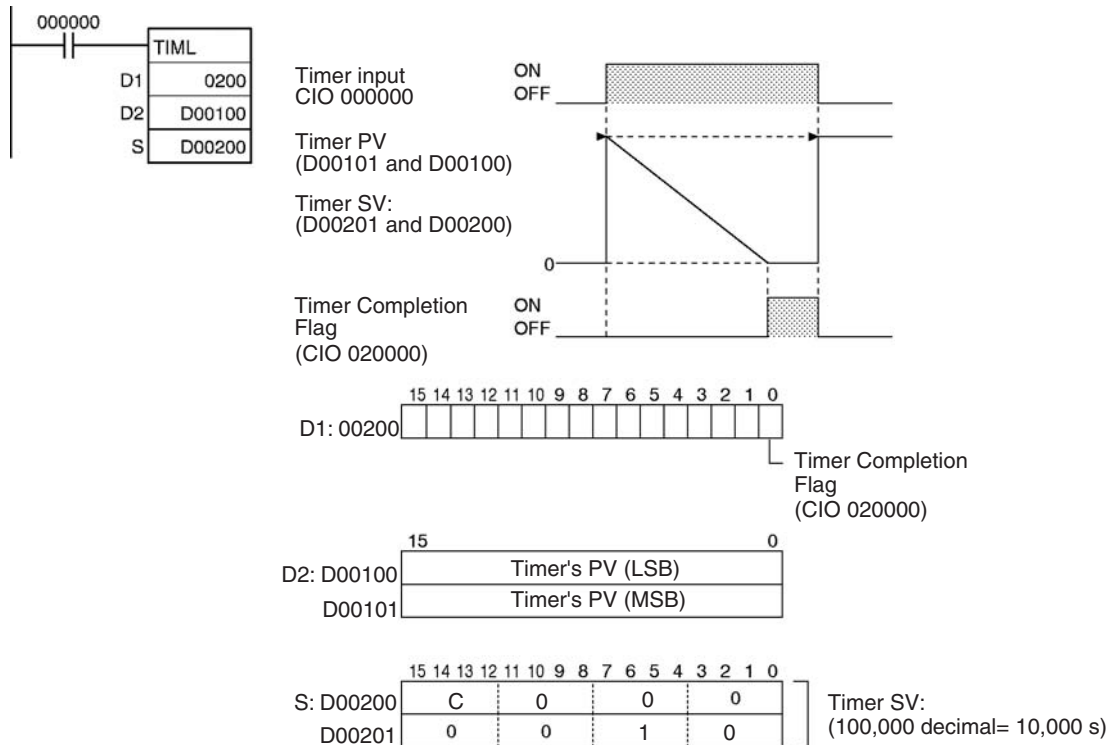 000000
TIML
D1 0200
D2 D00100
S D00200
Timer input
CIO 000000
ON
OFF
Timer PV
(D00101 and D00100)
Timer SV:
(D00201 and D00200)
0
Timer Completion
Flag
(CIO 020000)
ON
OFF
15 14 13 12 11 10 9 8 7 6 5 4 3 2 1 0
D1: 00200
Timer Completion
Flag
(CIO 020000)
15 0
D2: D00100 Timer's PV (LSB)
D00101 Timer's PV (MSB)
15 14 13 12 11 10 9 8 7 6 5 4 3 2 1 0
S: D00200 C 0 0 0
D00201 0 0 1 0
Timer SV:
(100,000 decimal= 10,000 s)